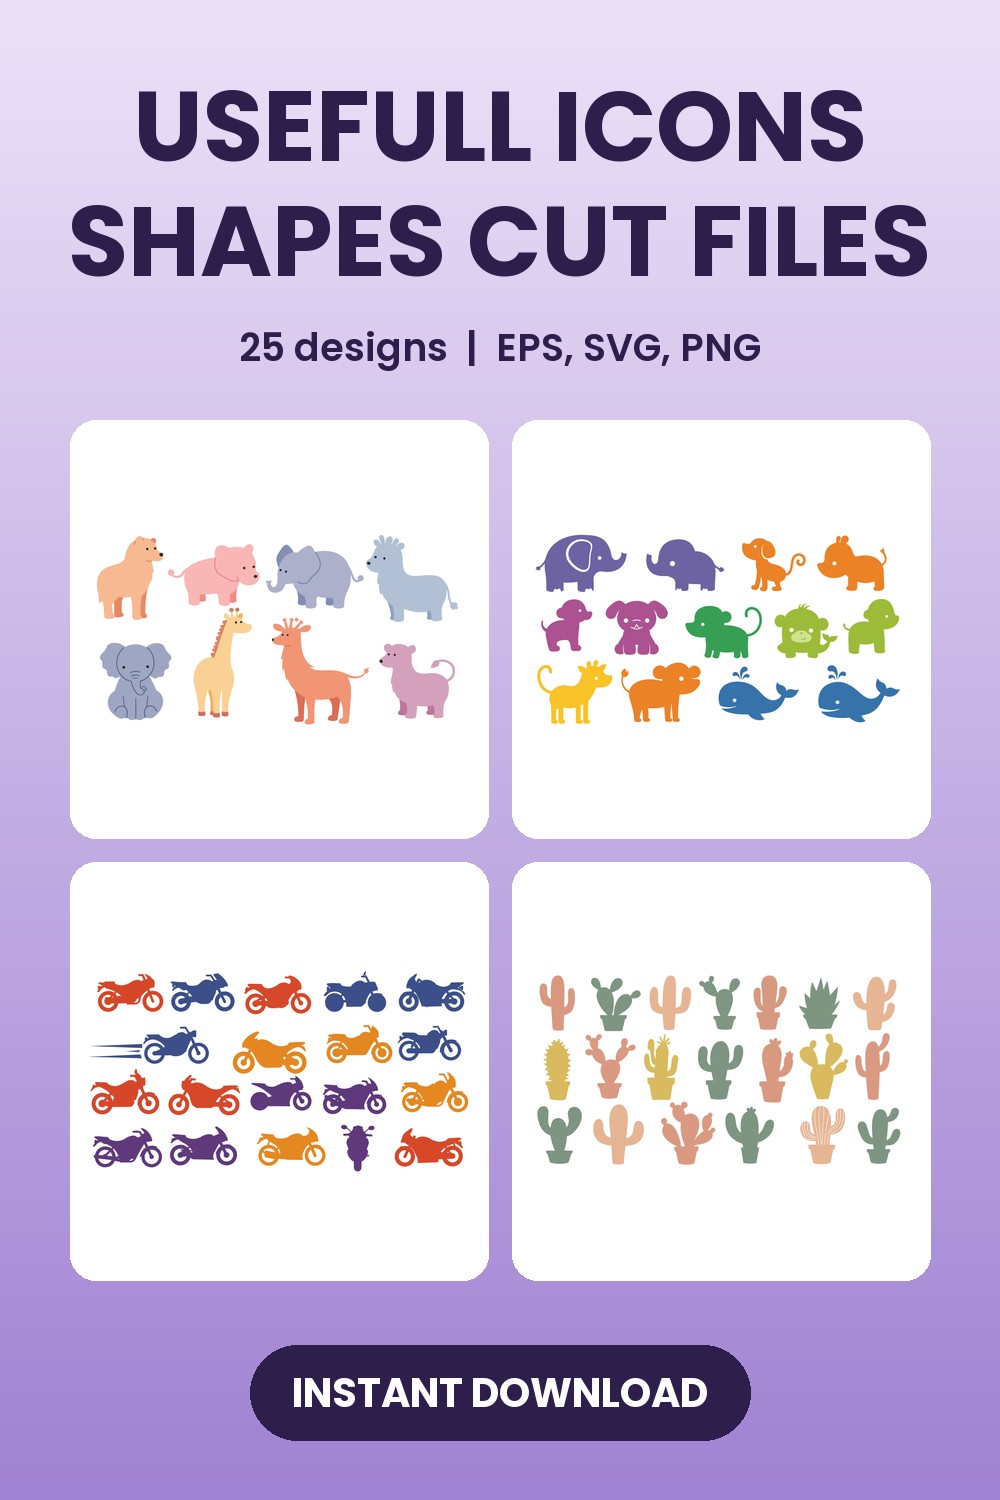 USEFULL ICONS
SHAPES CUT FILES
25 designs | EPS, SVG, PNG
INSTANT DOWNLOAD